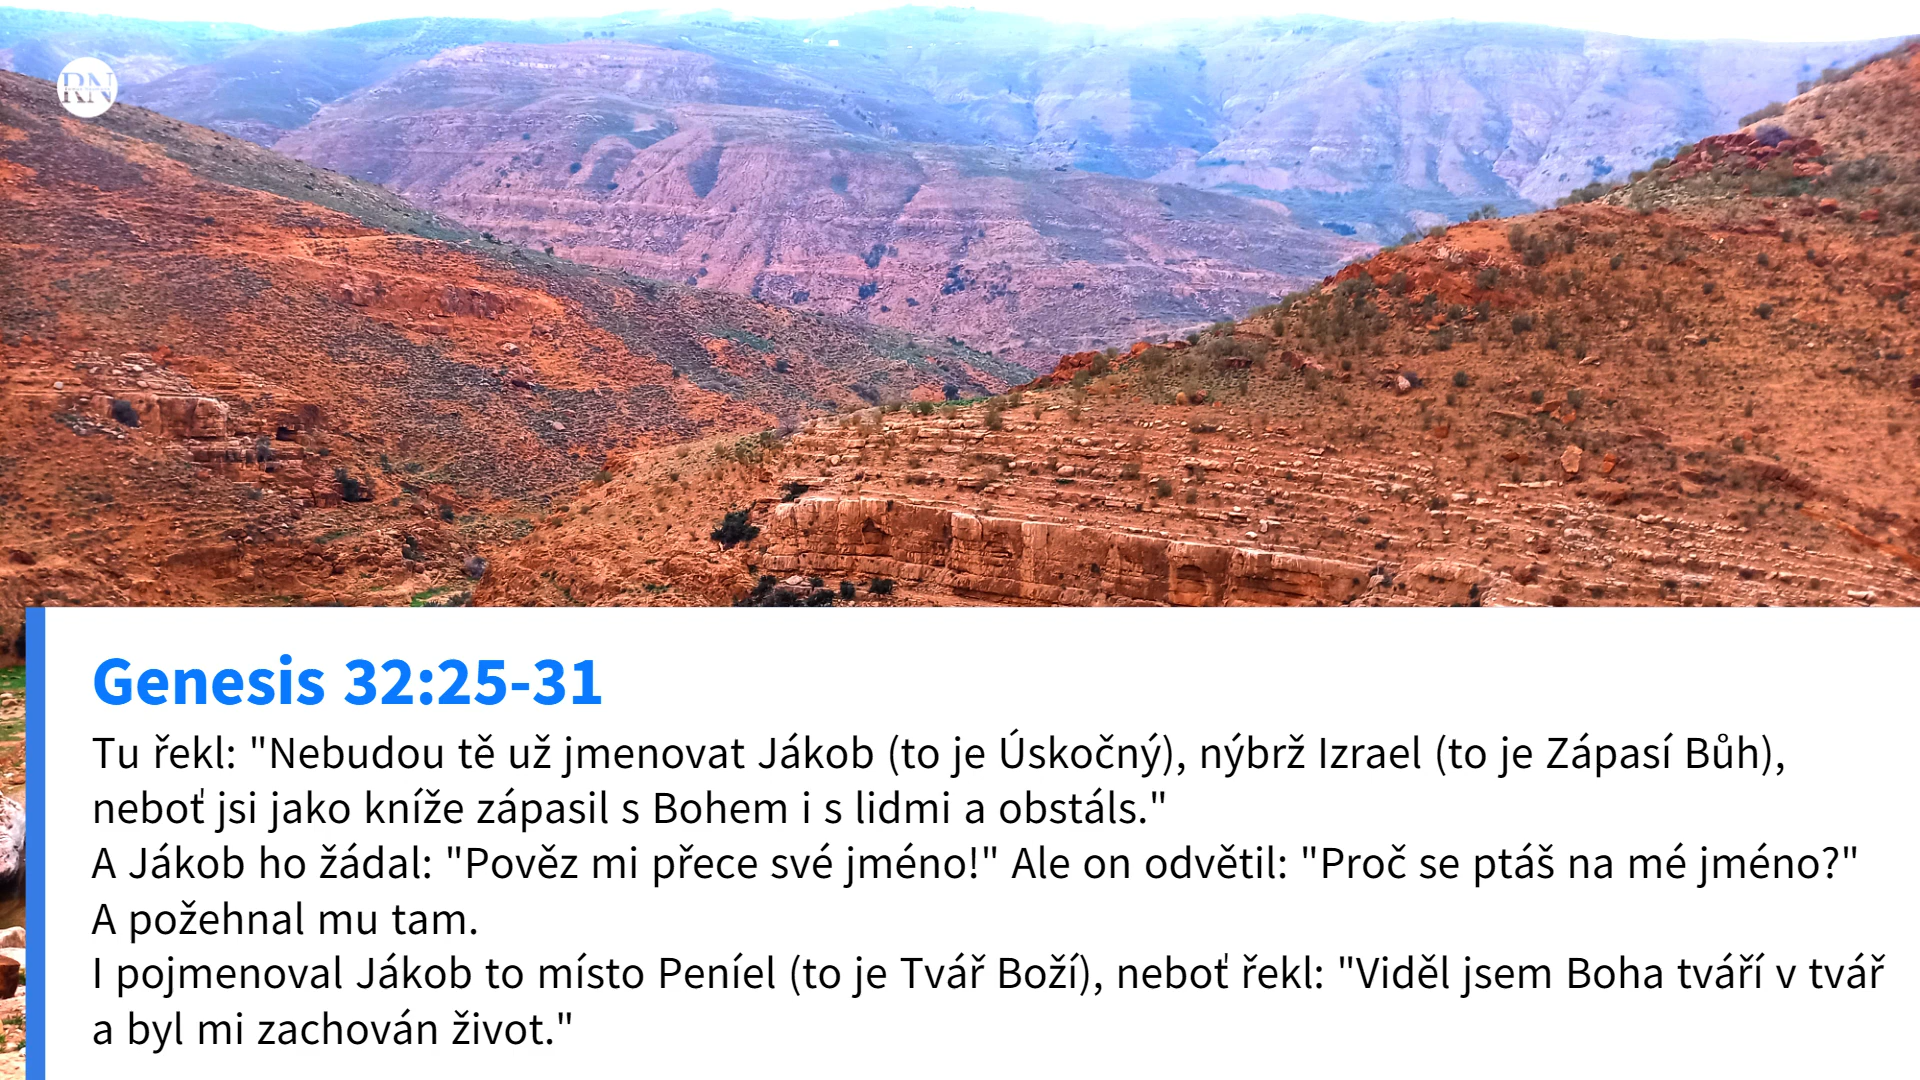 RN
Genesis 32:25-31
Tu řekl: "Nebudou tě už jmenovat Jákob (to je Úskočný), nýbrž Izrael (to je Zápasí Bůh),
neboť jsi jako kníže zápasil s Bohem i s lidmi a obstáls."
A Jákob ho žádal: "Pověz mi přece své jméno!" Ale on odvětil: "Proč se ptáš na mé jméno?"
A požehnal mu tam.
I pojmenoval Jákob to místo Peníel (to je Tvář Boží), neboť řekl: "Viděl jsem Boha tváří v tvář
a byl mi zachován život."